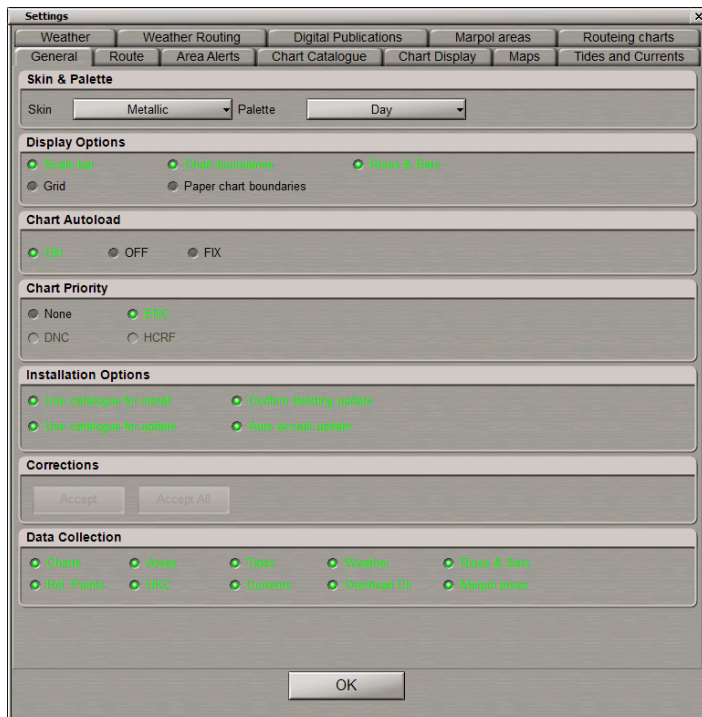 Settings
Weather Weather Routing Digital Publications Marpol areas Routeing charts
General Route Area Alerts Chart Catalogue Chart Display Maps Tides and Currents
Skin & Palette
Skin Metallic Palette Day
Display Options
Scale bar Chart boundaries Rises & Sets
Grid Paper chart boundaries
Chart Autoload
ON OFF FIX
Chart Priority
None ENC
DNC HCRF
Installation Options
Use catalogue for install Confirm deleting update
Use catalogue for update Auto accept update
Corrections
Accept Accept All
Data Collection
Charts Areas Tides Weather Rises & Sets
Ref. Points UKC Currents Overhead Clr Marpol areas
OK